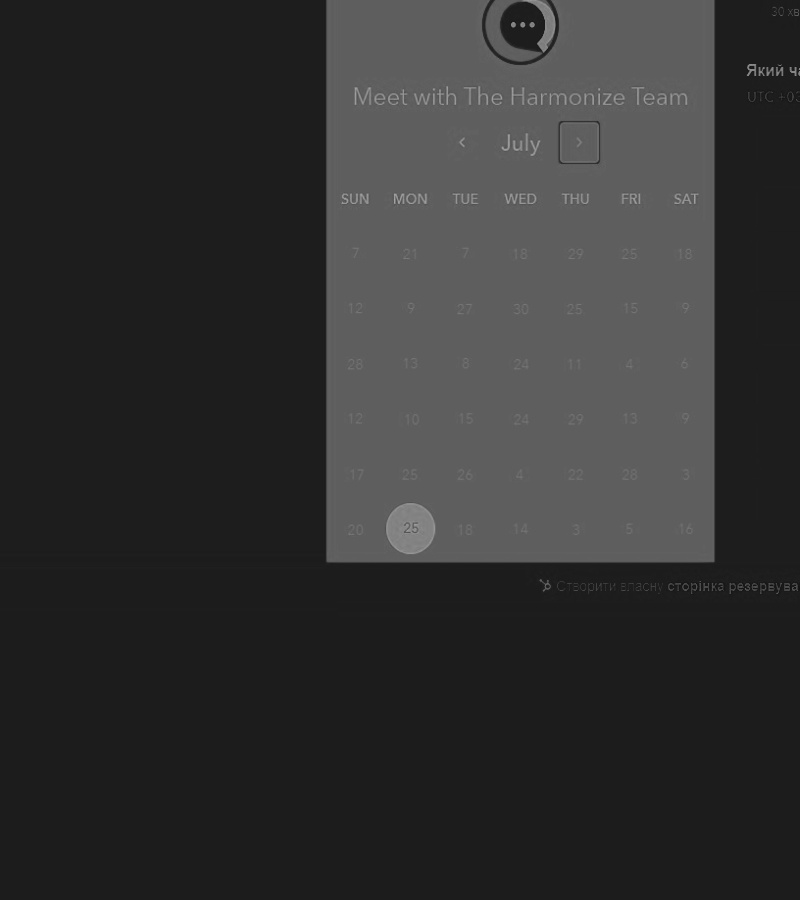 30 хв
Який ча
UTC +03
Meet with The Harmonize Team
July
SUN MON TUE WED THU FRI SAT
7 21 7 18 29 25 18
12 9 27 30 25 15 9
28 13 8 24 11 4 6
12 10 15 24 29 13 9
17 25 26 4 22 28 3
20 25 18 14 3 5 16
Створити власну сторінка резервува